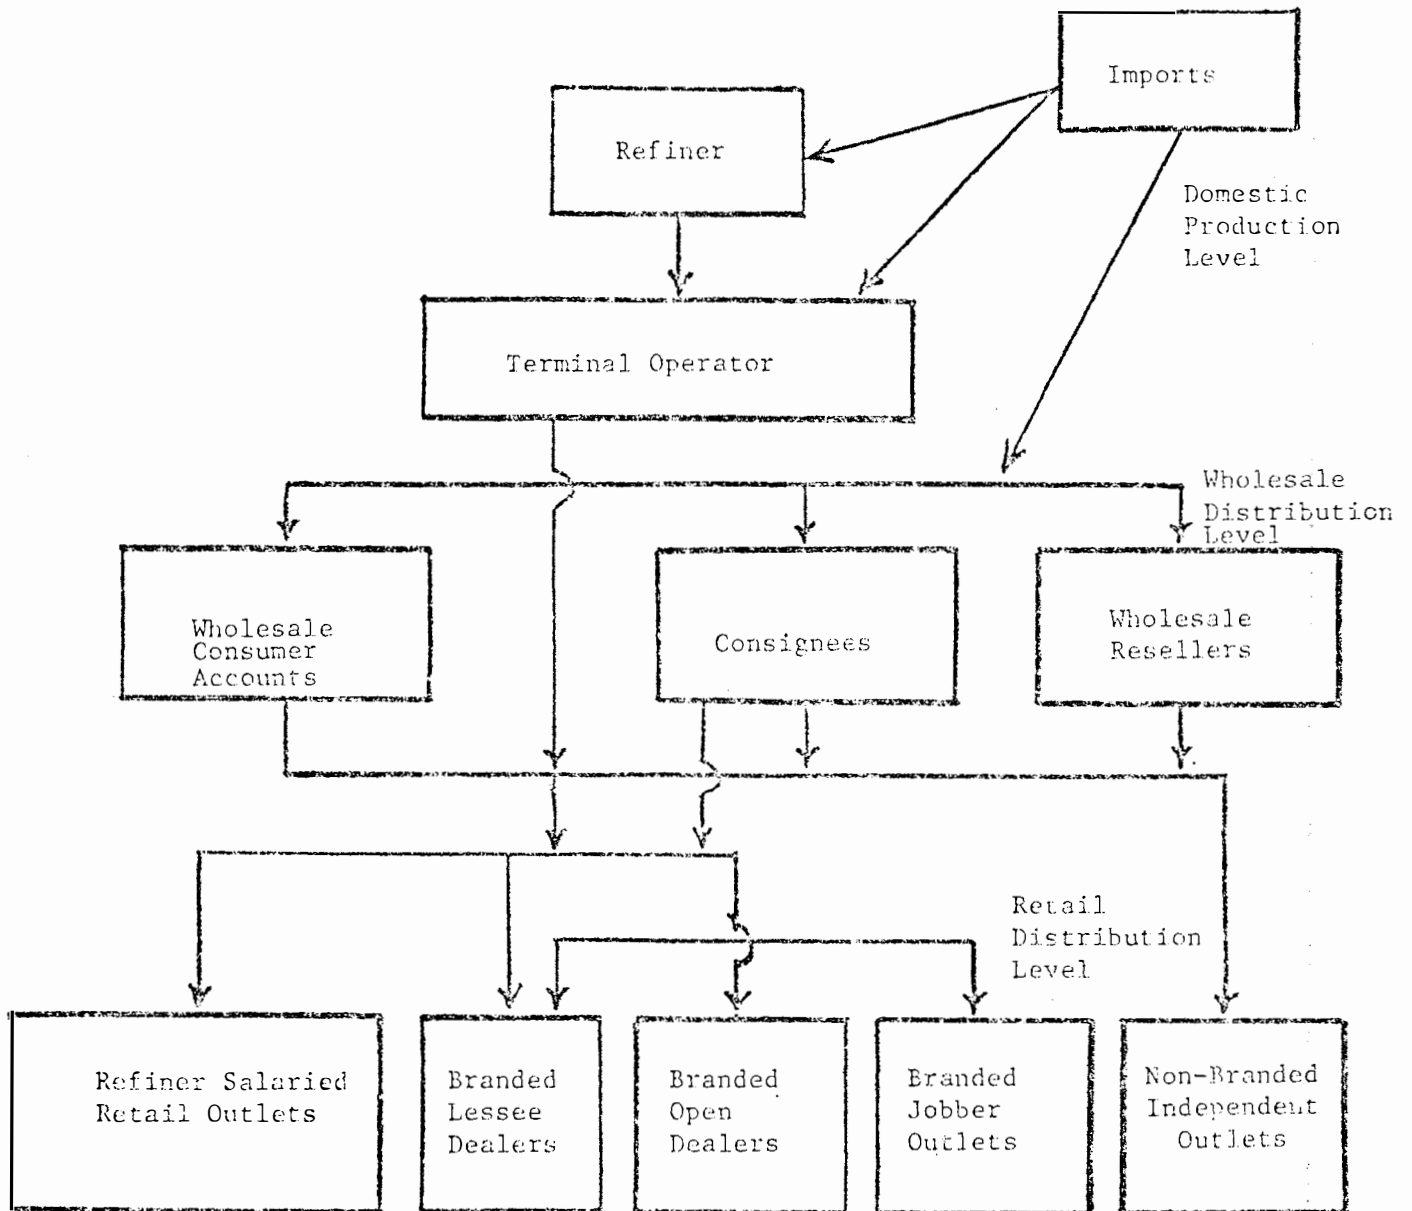 Imports
Refiner
Domestic
Production
Level
Terminal Operator
Wholesale
Distribution
Level
Wholesale
Consumer
Accounts
Consignees
Wholesale
Resellers
Retail
Distribution
Level
Refiner Salaried
Retail Outlets
Branded
Lessee
Dealers
Branded
Open
Dealers
Branded
Jobber
Outlets
Non-Branded
Independent
Outlets